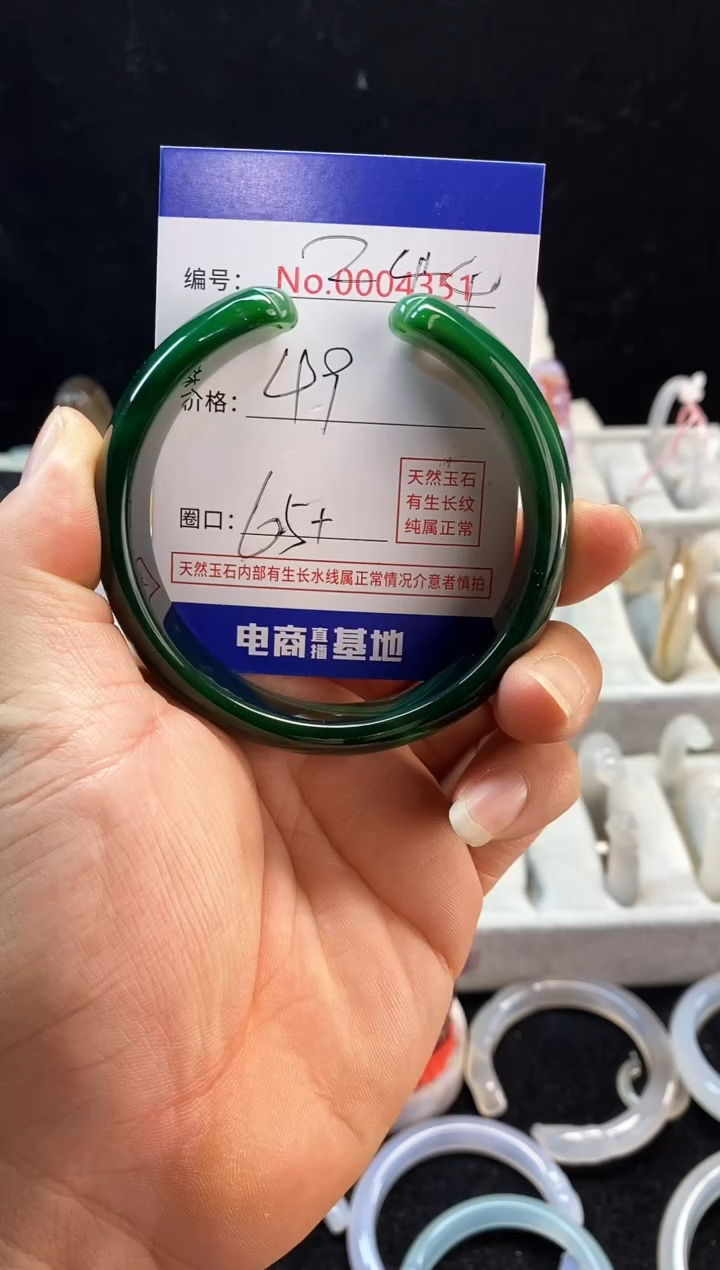 编号: No.0004351
价格: 49
圈口: 65+
天然玉石
有生长纹
纯属正常
天然玉石内部有生长水线属正常情况介意者慎拍
电商直播基地